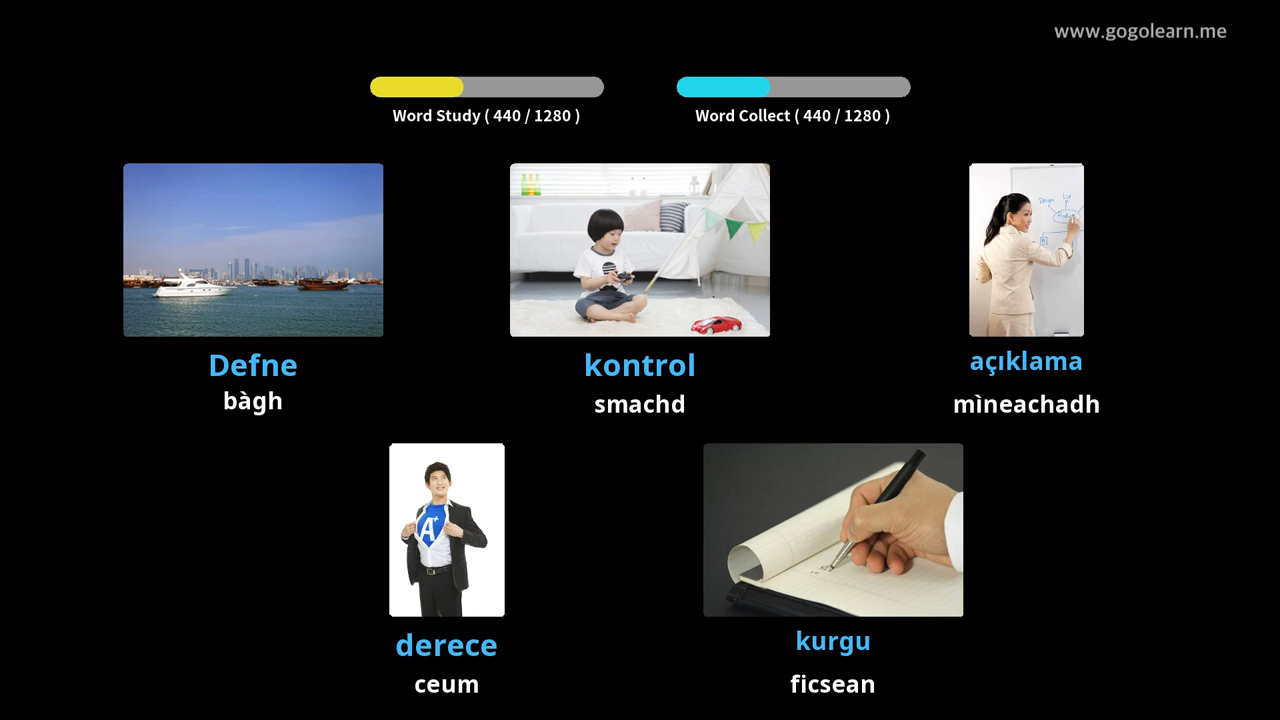 www.gogolearn.me
Word Study ( 440 / 1280 )
Word Collect ( 440 / 1280 )
Defne
bàgh
kontrol
smachd
açıklama
mìneachadh
A+
derece
ceum
kurgu
ficsean